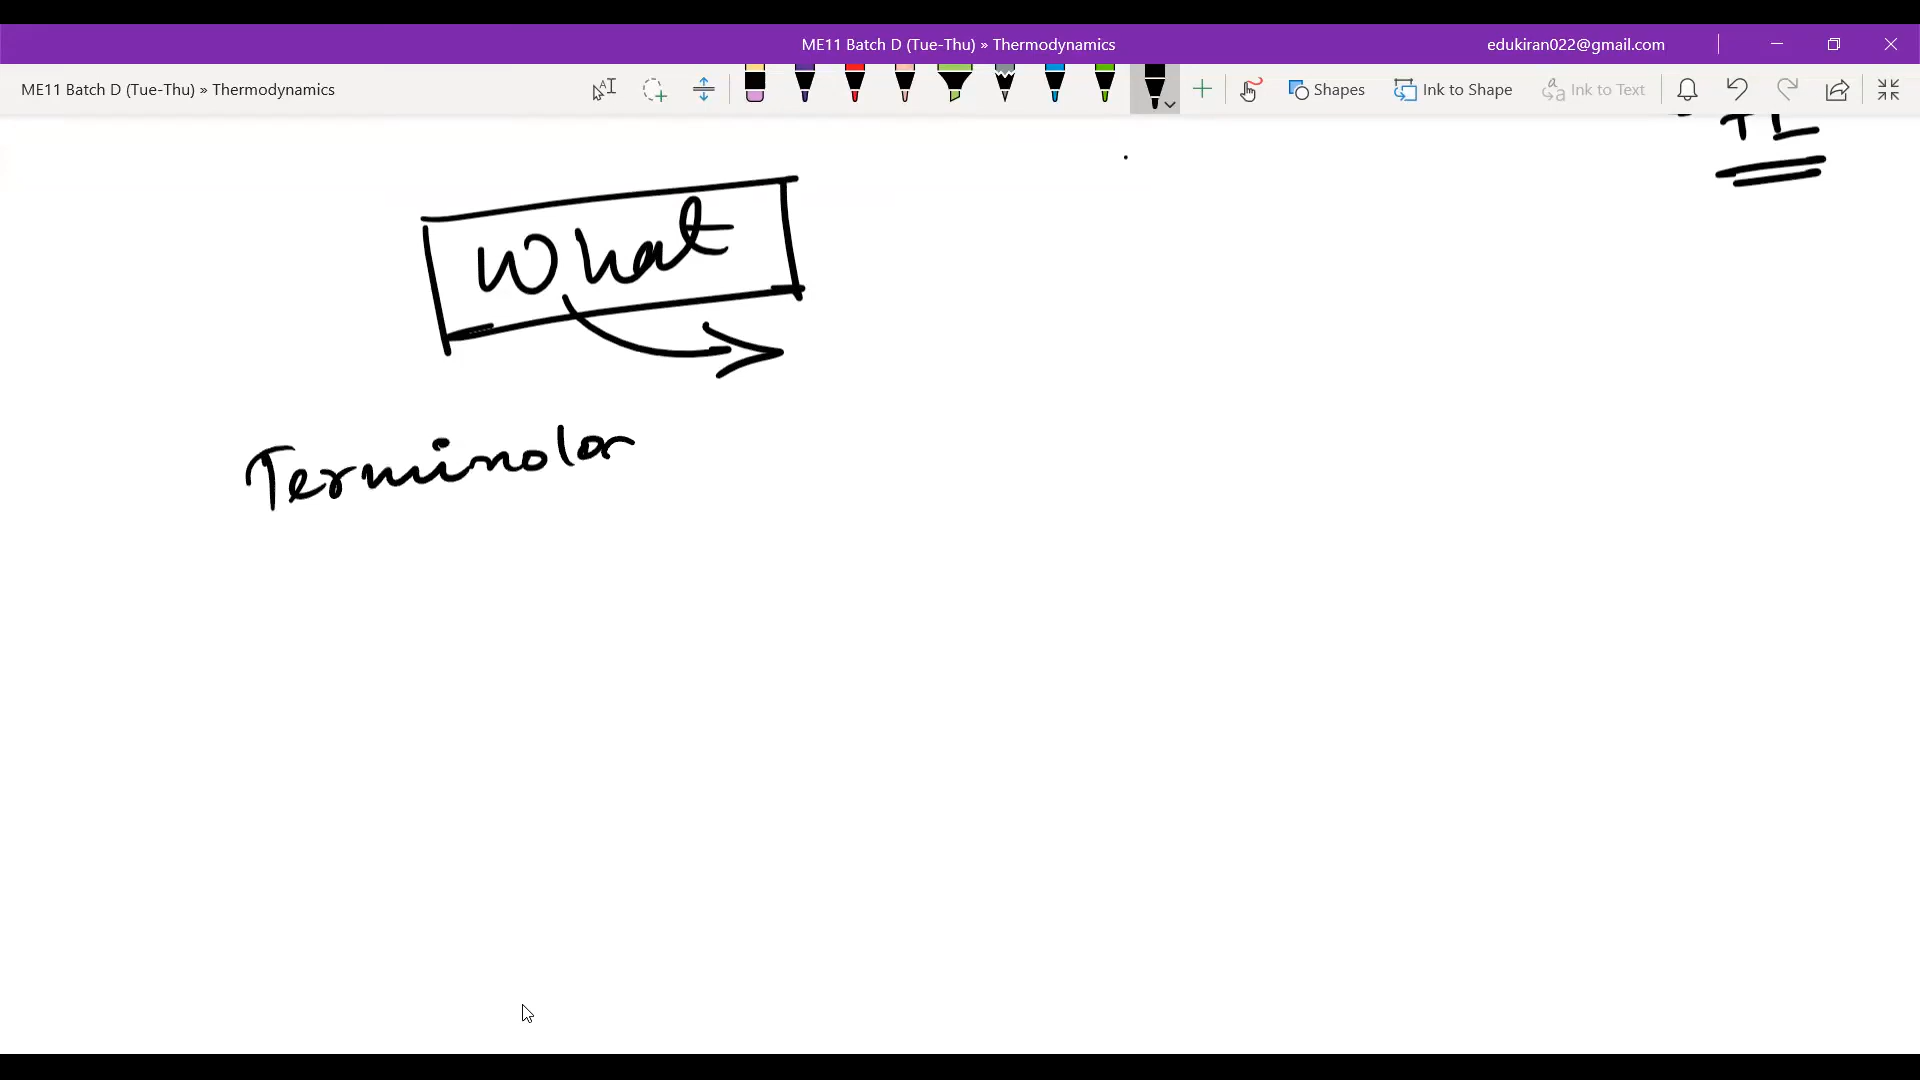 ME11 Batch D (Tue-Thu) » Thermodynamics
edukiran022@gmail.com
ME11 Batch D (Tue-Thu) » Thermodynamics
Shapes
Ink to Shape
Ink to Text
What
Terminolor